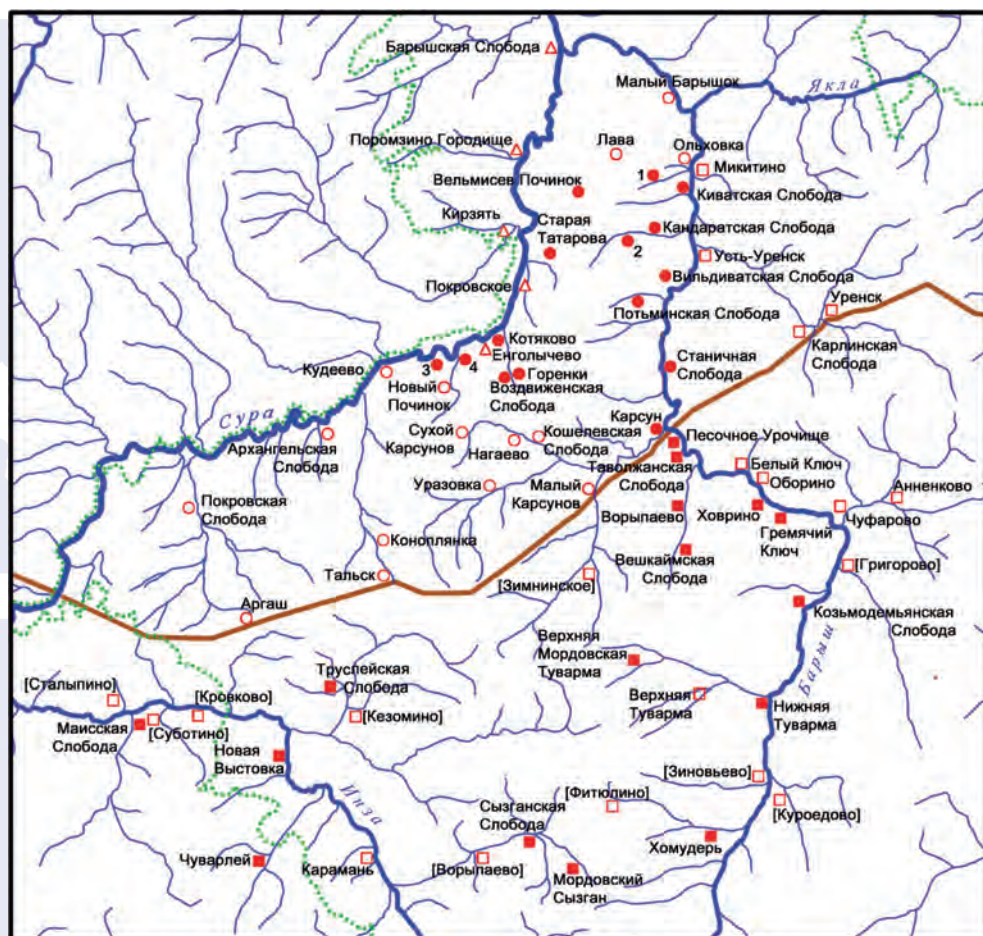 Барышская Слобода
Малый Барышок
Якла
Поромзино Городище
Лава
Ольховка
Микитино
1
Вельмисев Починок
Киватская Слобода
Кирзять
Старая
Татарова
Кандаратская Слобода
2
Усть-Уренск
Покровское
Вильдиватская Слобода
Потьминская Слобода
Уренск
Карлинская
Слобода
Котяково
Енголычево
3
4
Кудеево
Горенки
Новый
Починок
Воздвиженская
Слобода
Станичная
Слобода
Сура
Архангельская
Слобода
Сухой
Карсунов
Нагаево
Кошелевская
Слобода
Карсун
Песочное Урочище
Таволжанская
Слобода
Белый Ключ
Оборино
Анненково
Уразовка
Малый
Карсунов
Покровская
Слобода
Ворыпаево
Ховрино
Гремячий
Ключ
Чуфарово
Коноплянка
Вешкаймская
Слобода
Тальск
[Зимнинское]
[Григорово]
Аргаш
Козьмодемьянская
Слобода
Барыш
Верхняя
Мордовская
Туварма
Труслейская
Слобода
[Сталыпино]
[Кровково]
[Кезомино]
Верхняя
Туварма
Нижняя
Туварма
Маисская
Слобода
[Суботино]
Новая
Выстовка
Инза
[Зиновьево]
[Фитюлино]
[Куроедово]
Сызганская
Слобода
Хомудерь
Чуварлей
Карамань
[Ворыпаево]
Мордовский
Сызган